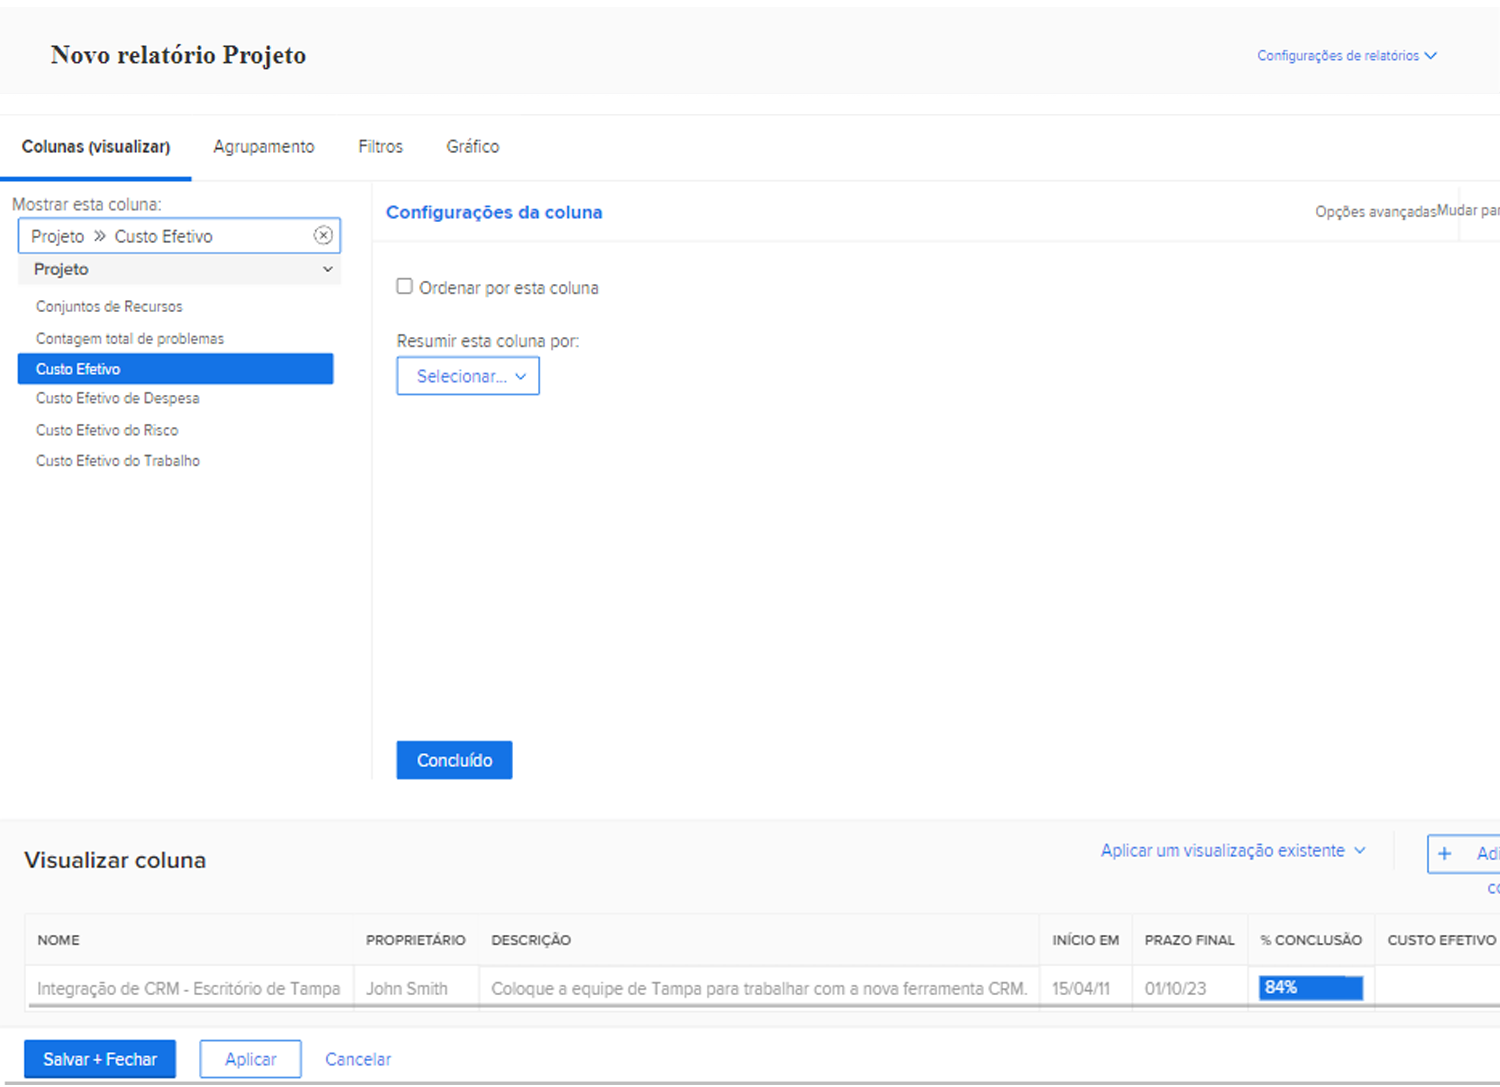 Novo relatório Projeto
Configurações de relatórios
Colunas (visualizar) Agrupamento Filtros Gráfico
Mostrar esta coluna:
Projeto » Custo Efetivo
Projeto
Conjuntos de Recursos
Contagem total de problemas
Custo Efetivo
Custo Efetivo de Despesa
Custo Efetivo do Risco
Custo Efetivo do Trabalho
Configurações da coluna
Opções avançadas
Mudar
Ordenar por esta coluna
Resumir esta coluna por:
Selecionar...
Concluído
Visualizar coluna
Aplicar um visualização existente
NOME PROPRIETÁRIO DESCRIÇÃO INÍCIO EM PRAZO FINAL % CONCLUSÃO CUSTO EFETIVO
Integração de CRM - Escritório de Tampa John Smith Coloque a equipe de Tampa para trabalhar com a nova ferramenta CRM. 15/04/11 01/10/23 84%
Salvar + Fechar Aplicar Cancelar